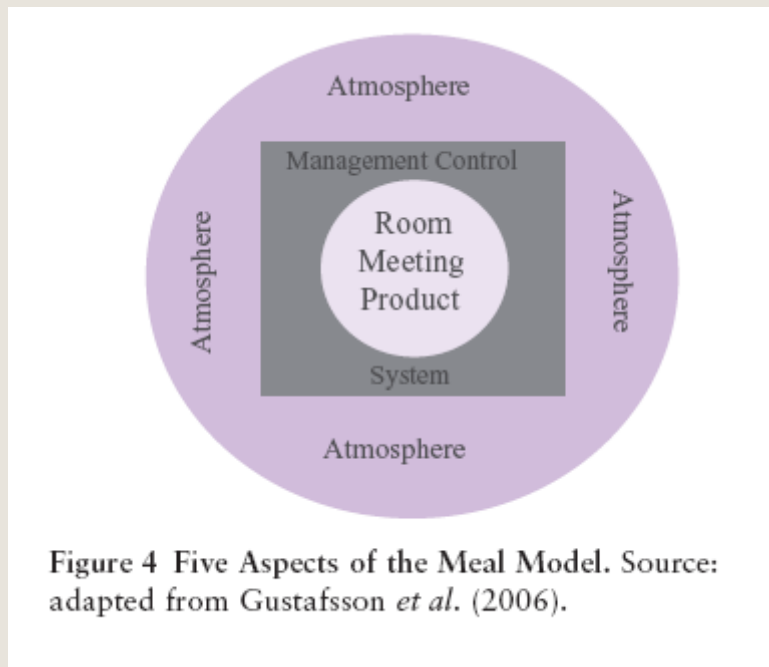 Atmosphere
Management Control
Atmosphere
Room
Meeting
Product
Atmosphere
System
Atmosphere
Figure 4 Five Aspects of the Meal Model. Source:
adapted from Gustafsson et al. (2006).